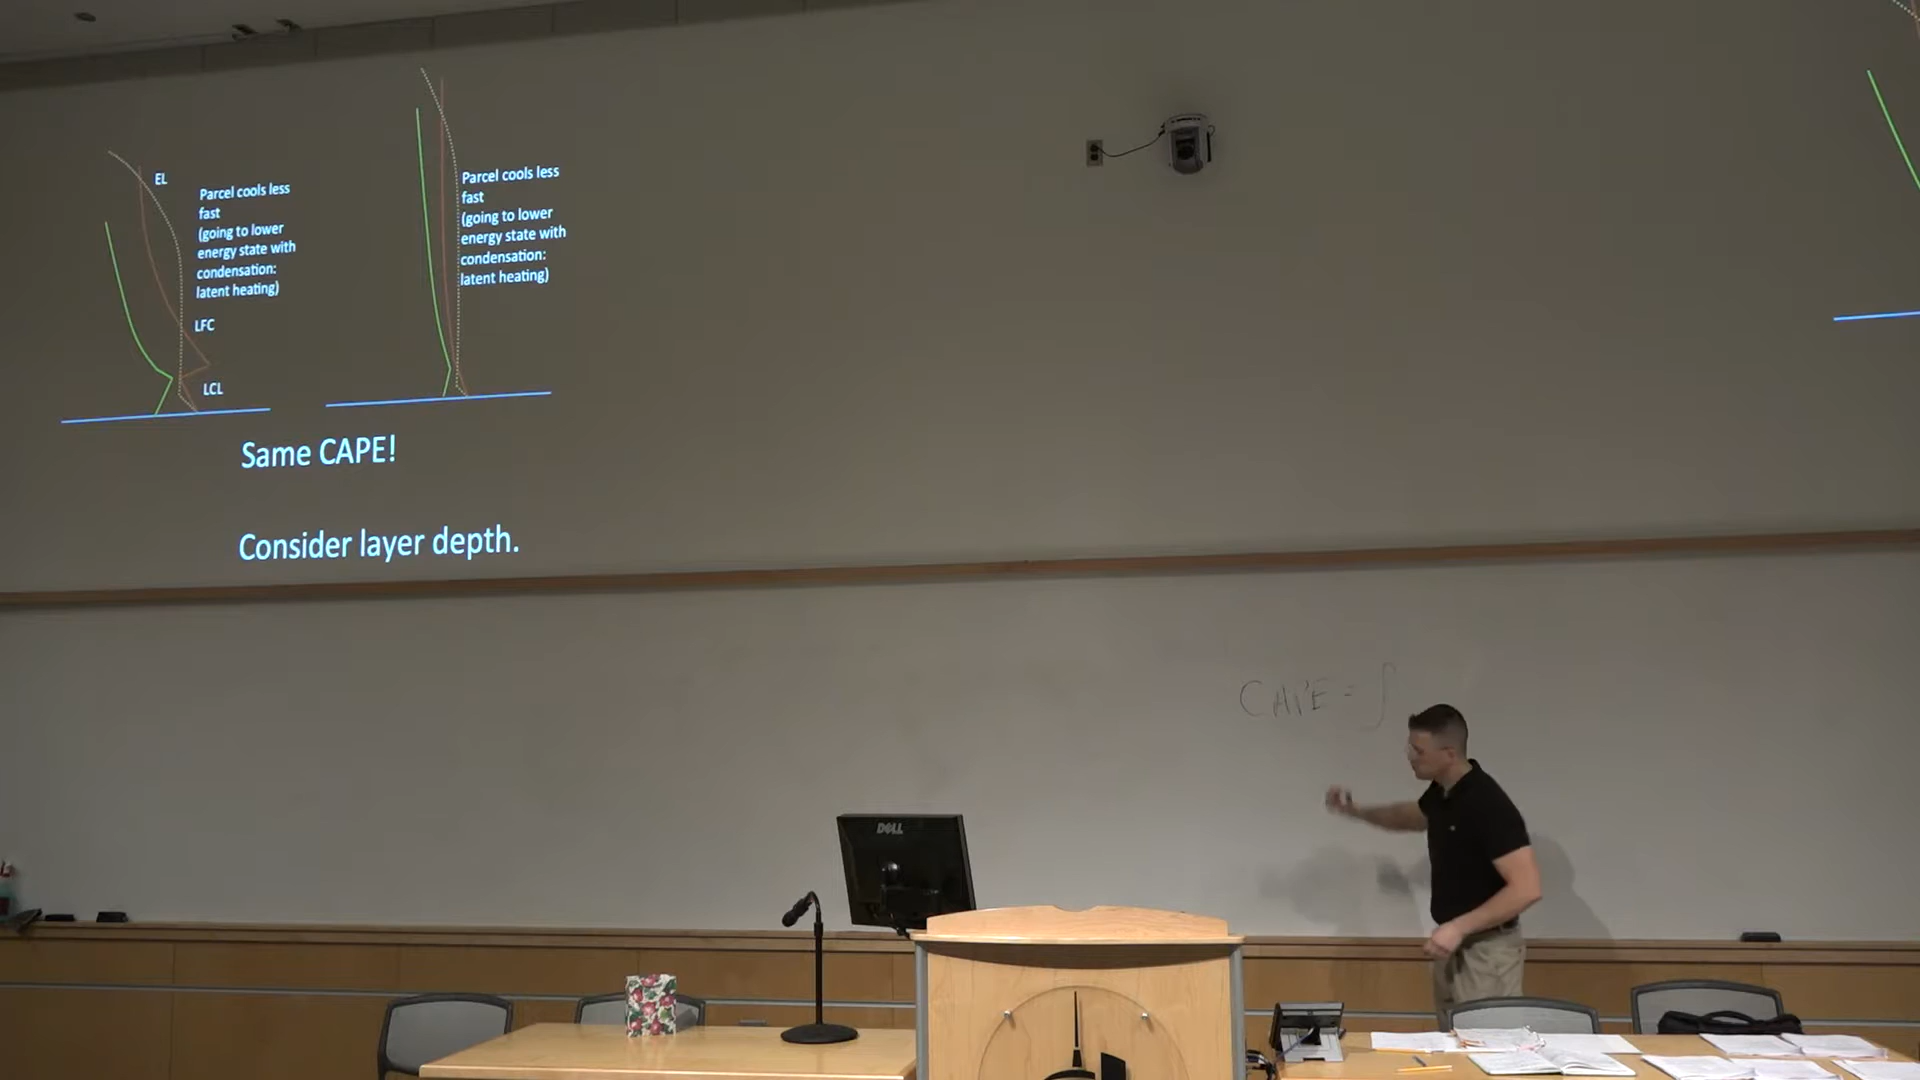 EL
Parcel cools less
fast
(going to lower
energy state with
condensation:
latent heating)
LFC
LCL
Parcel cools less
fast
(going to lower
energy state with
condensation:
latent heating)
Same CAPE!
Consider layer depth.
CAPE = ∫
DELL